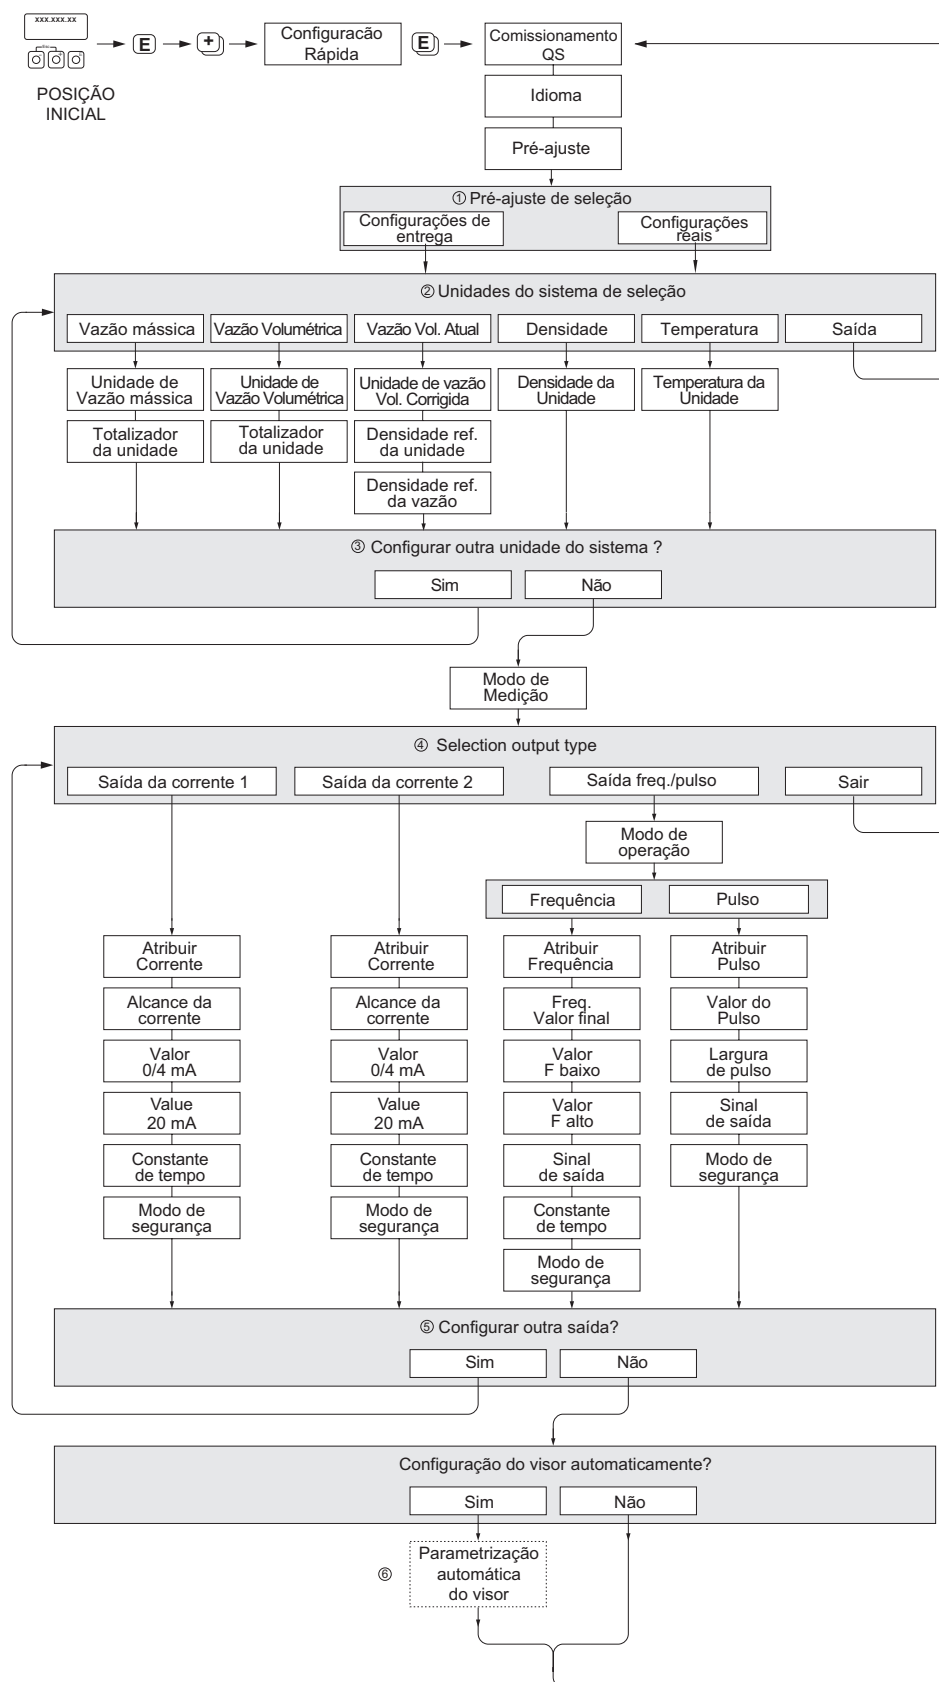 xxx.xxx.xx
Esc
E
+
Configuracão
Rápida
E
Comissionamento
QS
POSIÇÃO
INICIAL
Idioma
Pré-ajuste
① Pré-ajuste de seleção
Configurações de
entrega
Configurações
reais
② Unidades do sistema de seleção
Vazão mássica
Vazão Volumétrica
Vazão Vol. Atual
Densidade
Temperatura
Saída
Unidade de
Vazão mássica
Unidade de
Vazão Volumétrica
Unidade de vazão
Vol. Corrigida
Densidade da
Unidade
Temperatura da
Unidade
Totalizador
da unidade
Totalizador
da unidade
Densidade ref.
da unidade
Densidade ref.
da vazão
③ Configurar outra unidade do sistema ?
Sim
Não
Modo de
Medição
④ Selection output type
Saída da corrente 1
Saída da corrente 2
Saída freq./pulso
Sair
Modo de
operação
Frequência
Pulso
Atribuir
Corrente
Atribuir
Corrente
Atribuir
Frequência
Atribuir
Pulso
Alcance da
corrente
Alcance da
corrente
Freq.
Valor final
Valor do
Pulso
Valor
0/4 mA
Valor
0/4 mA
Valor
F baixo
Largura
de pulso
Value
20 mA
Value
20 mA
Valor
F alto
Sinal
de saída
Constante
de tempo
Constante
de tempo
Sinal
de saída
Modo de
segurança
Modo de
segurança
Modo de
segurança
Constante
de tempo
Modo de
segurança
⑤ Configurar outra saída?
Sim
Não
Configuração do visor automaticamente?
Sim
Não
⑥
Parametrização
automática
do visor